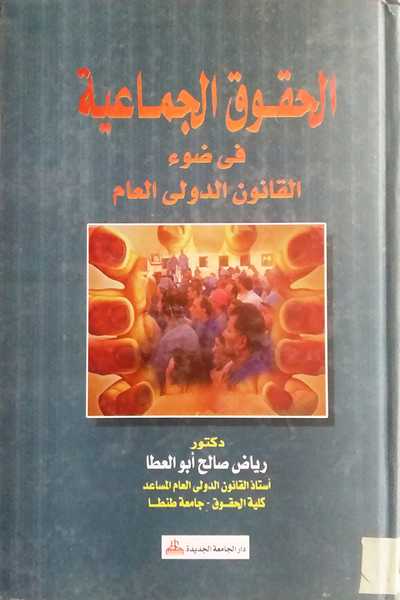 الحقوق الجماعية
فى ضوء
القانون الدولى العام
دكتور
رياض صالح أبو العطا
أستاذ القانون الدولى العام المساعد
كلية الحقوق - جامعة طنطا
دار الجامعة الجديدة